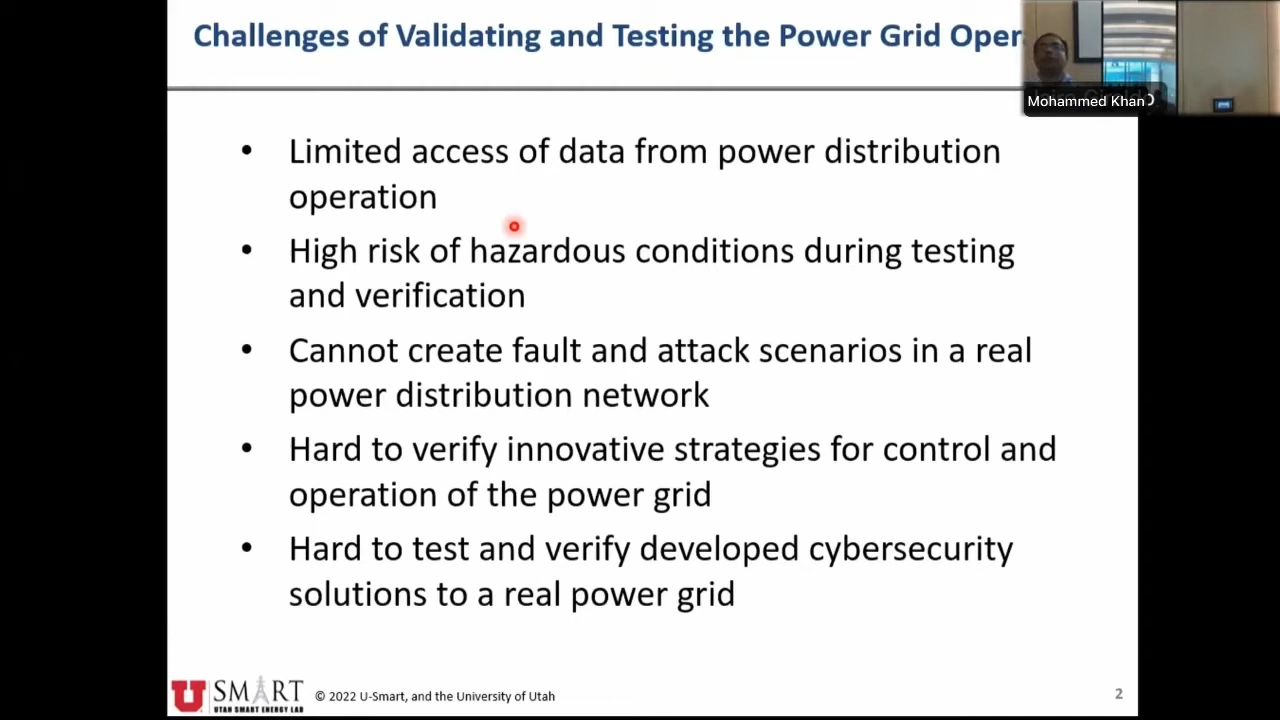 Challenges of Validating and Testing the Power Grid Oper
Mohammed Khan
• Limited access of data from power distribution
operation
• High risk of hazardous conditions during testing
and verification
• Cannot create fault and attack scenarios in a real
power distribution network
• Hard to verify innovative strategies for control and
operation of the power grid
• Hard to test and verify developed cybersecurity
solutions to a real power grid
U SMART
UTAH SMART ENERGY LAB
© 2022 U-Smart, and the University of Utah
2